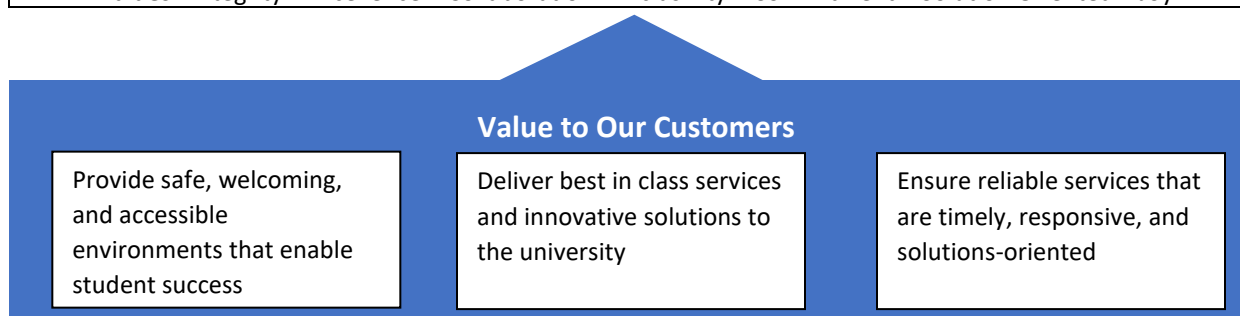 Value to Our Customers
Provide safe, welcoming,
and accessible
environments that enable
student success
Deliver best in class services
and innovative solutions to
the university
Ensure reliable services that
are timely, responsive, and
solutions-oriented